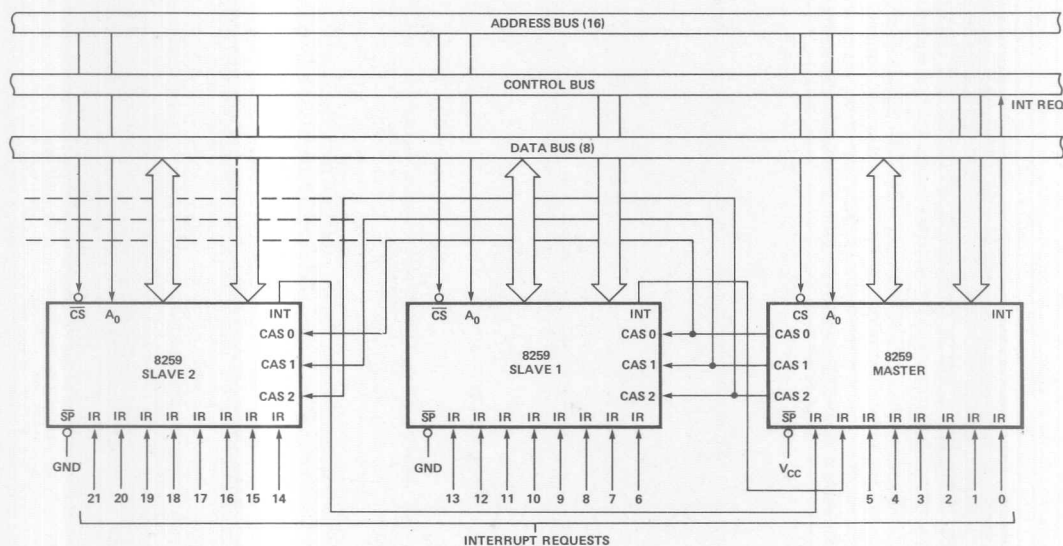 ADDRESS BUS (16)
CONTROL BUS
INT REQ
DATA BUS (8)
CS A0 INT
CAS 0
8259
SLAVE 2
CAS 1
CAS 2
SP IR IR IR IR IR IR IR IR
GND
21 20 19 18 17 16 15 14
CS A0 INT
CAS 0
8259
SLAVE 1
CAS 1
CAS 2
SP IR IR IR IR IR IR IR IR
GND
13 12 11 10 9 8 7 6
CS A0 INT
CAS 0
8259
MASTER
CAS 1
CAS 2
SP IR IR IR IR IR IR IR IR
VCC
5 4 3 2 1 0
INTERRUPT REQUESTS